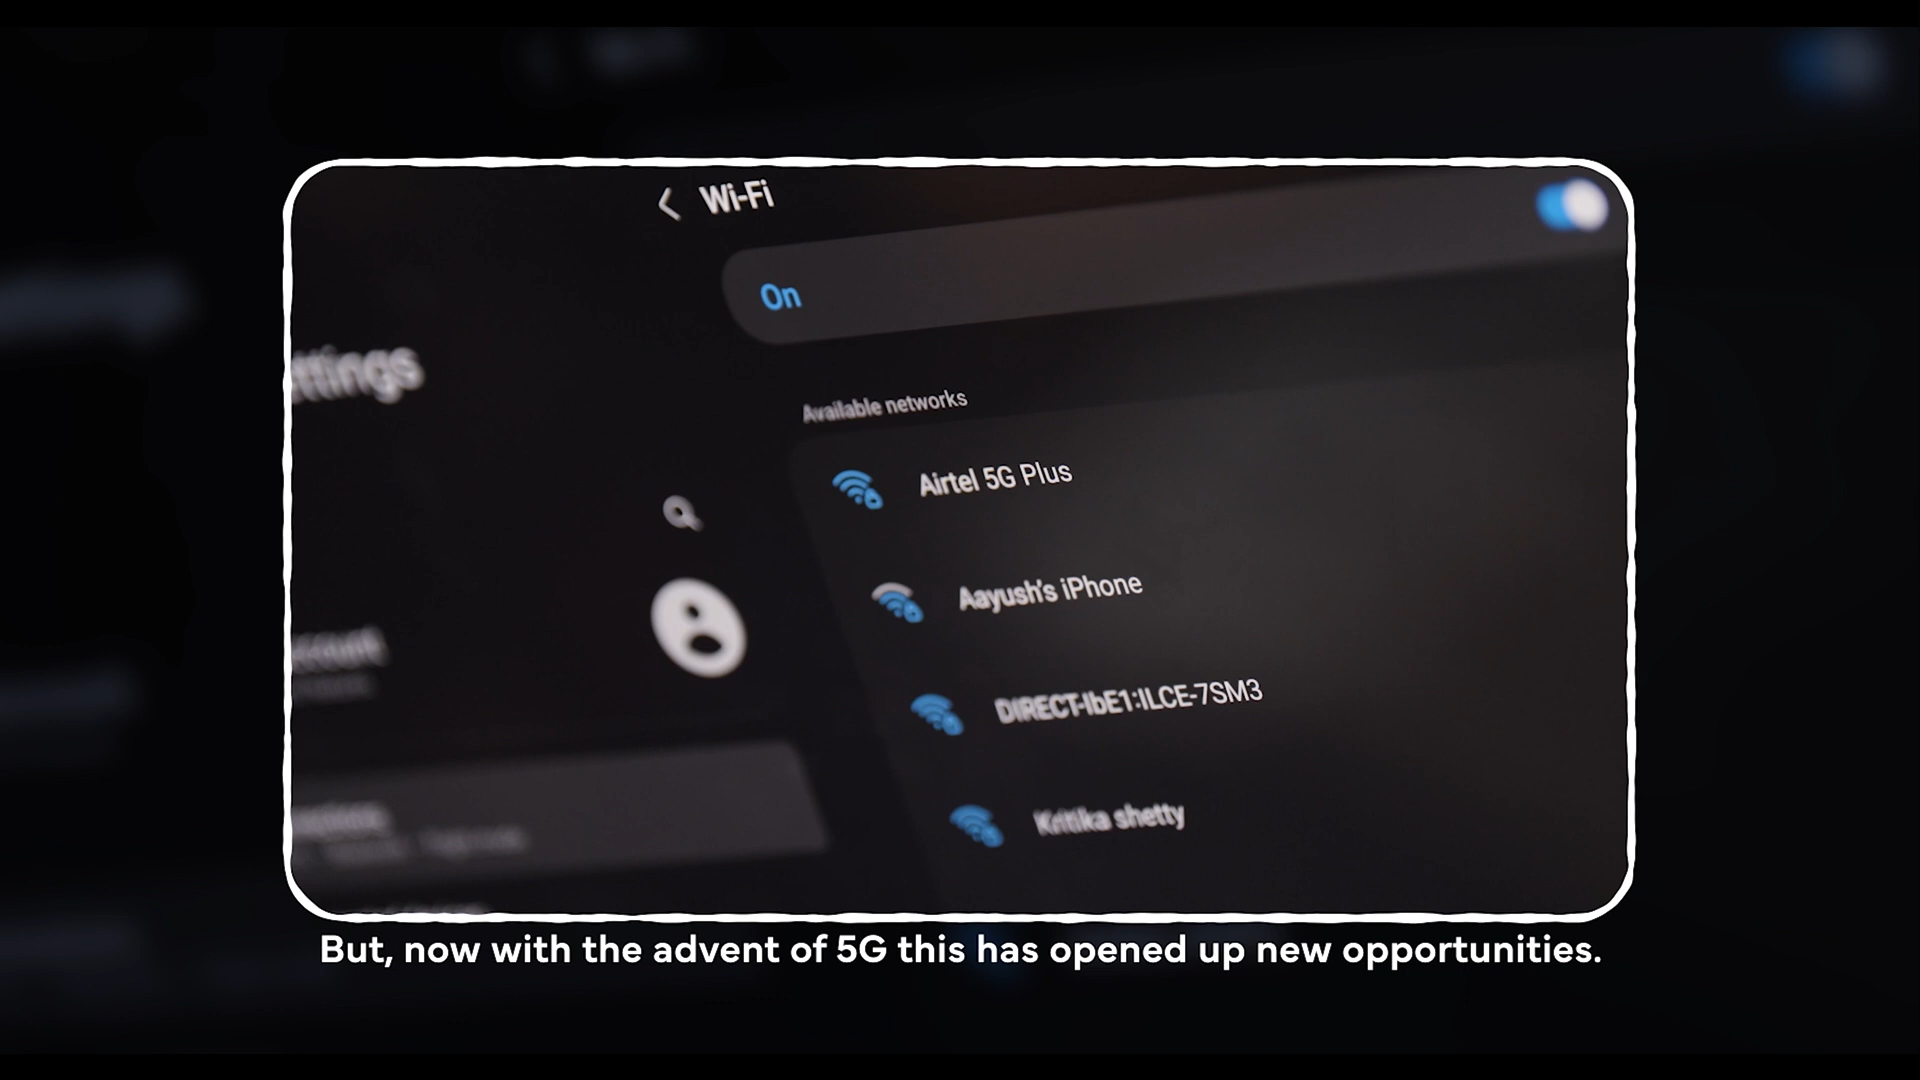 Wi-Fi
On
ettings
Available networks
Airtel 5G Plus
Aayush's iPhone
DIRECT-IbE1:ILCE-7SM3
Kritika shetty
But, now with the advent of 5G this has opened up new opportunities.